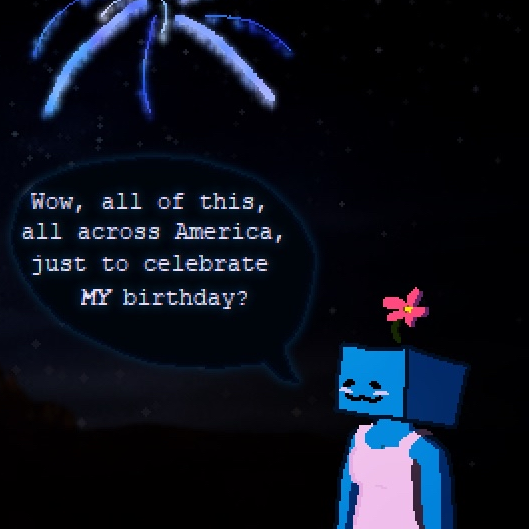 Wow, all of this,
all across America,
just to celebrate
MY birthday?